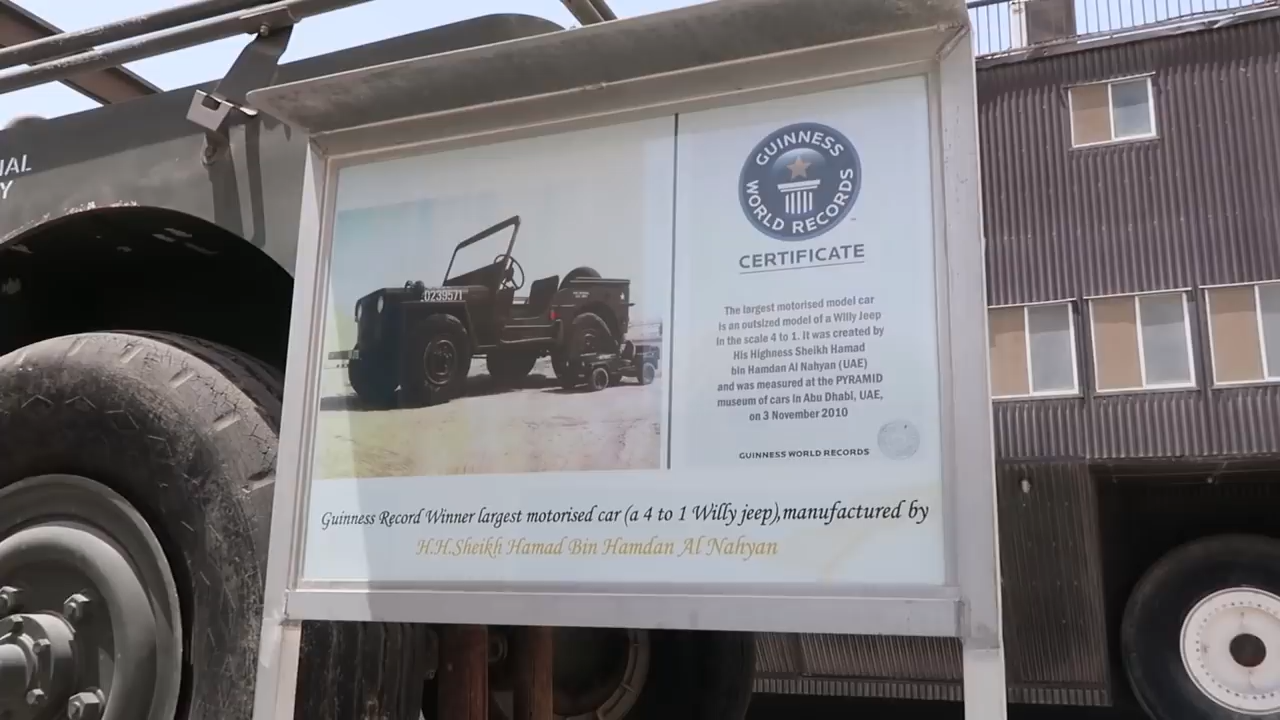 NAL
Y
0239571
GUINNESS
WORLD RECORDS
CERTIFICATE
The largest motorised model car
is an outsized model of a Willy Jeep
in the scale 4 to 1. It was created by
His Highness Sheikh Hamad
bin Hamdan Al Nahyan (UAE)
and was measured at the PYRAMID
museum of cars in Abu Dhabi, UAE,
on 3 November 2010
GUINNESS WORLD RECORDS
Guinness Record Winner largest motorised car (a 4 to 1 Willy jeep),manufactured by
H.H.Sheikh Hamad Bin Hamdan Al Nahyan